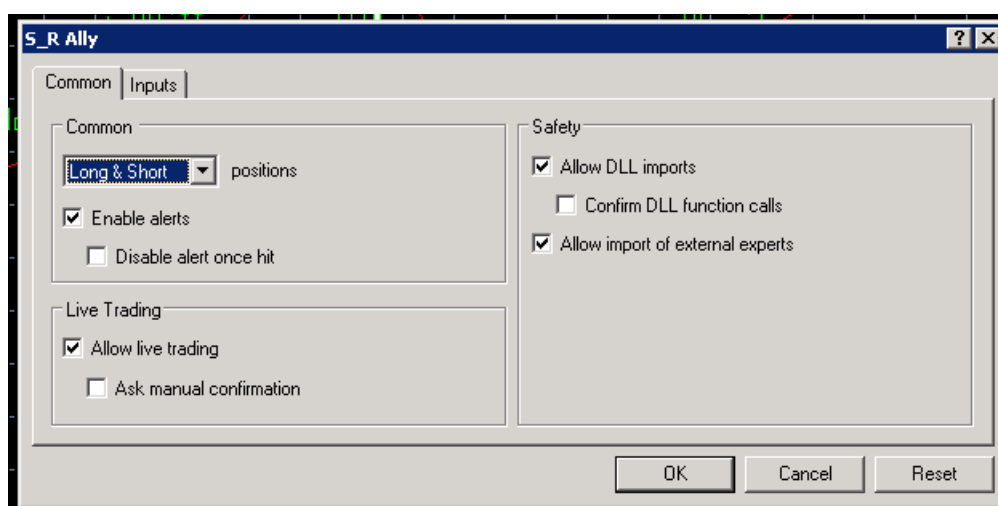 S_R Ally
Common
Inputs
Common
Long & Short positions
Enable alerts
Disable alert once hit
Live Trading
Allow live trading
Ask manual confirmation
Safety
Allow DLL imports
Confirm DLL function calls
Allow import of external experts
OK
Cancel
Reset